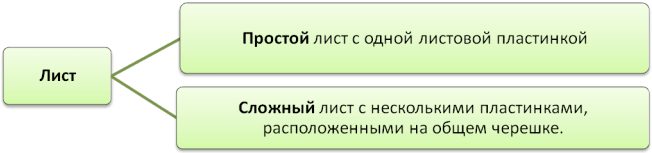 Простой лист с одной листовой пластинкой
Лист
Сложный лист с несколькими пластинками,
расположенными на общем черешке.